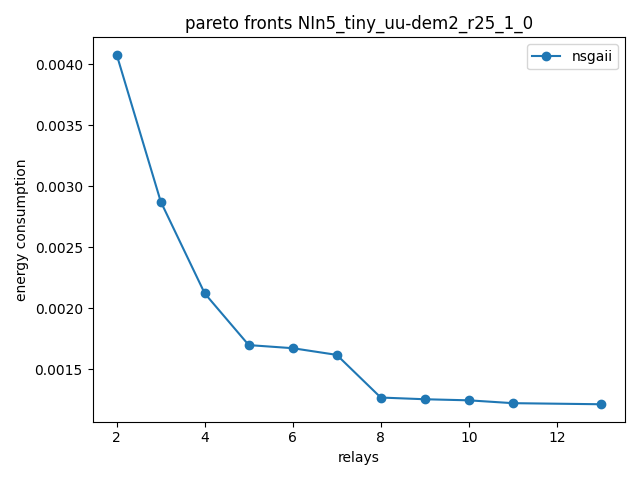 pareto fronts NIn5_tiny_uu-dem2_r25_1_0
nsgaii
0.0040
0.0035
0.0030
0.0025
0.0020
0.0015
energy consumption
2 4 6 8 10 12
relays